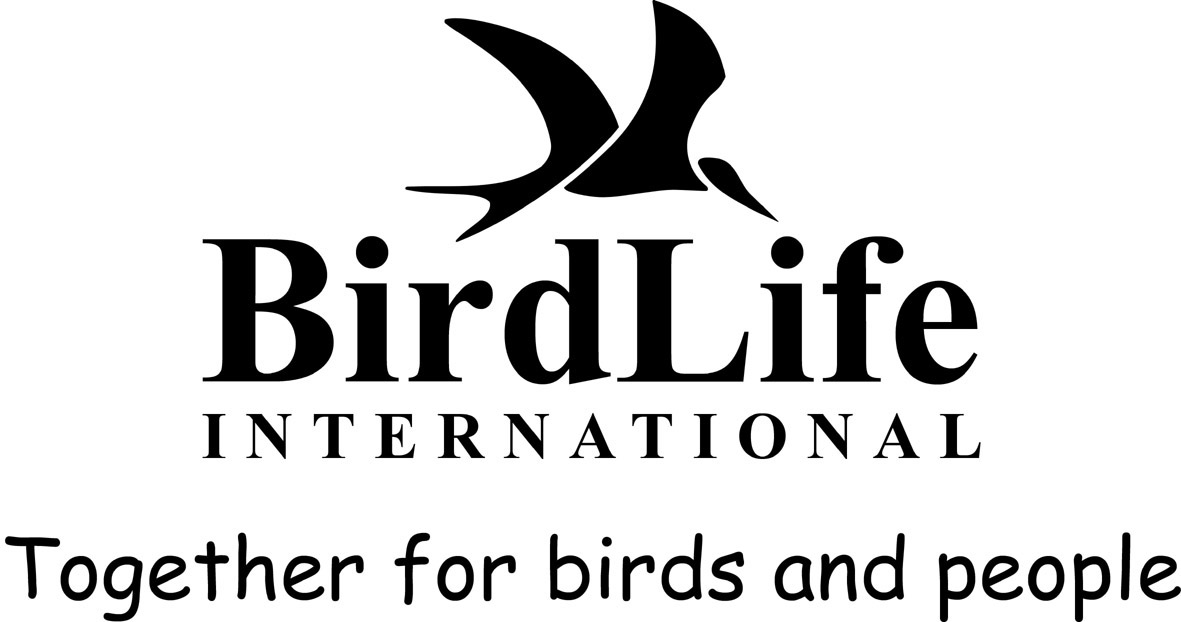 BirdLife
INTERNATIONAL
Together for birds and people